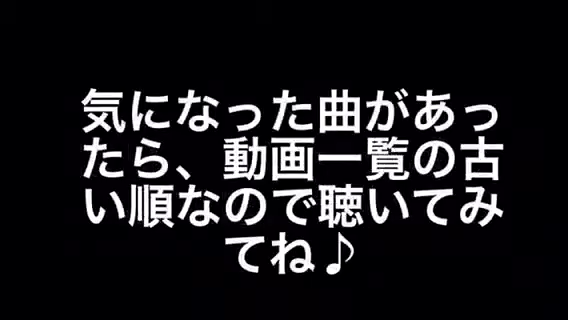 気になった曲があっ
たら、動画一覧の古
い順なので聴いてみ
てね♪